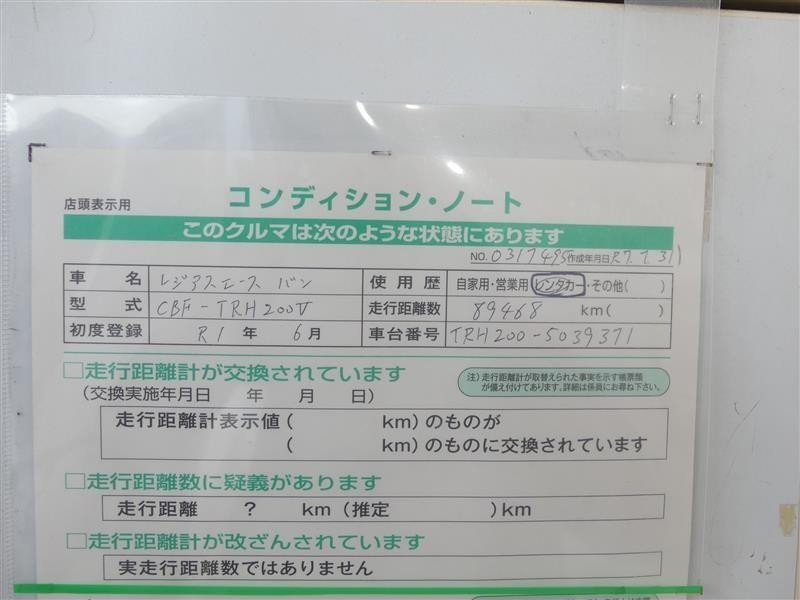 店頭表示用 コンディション・ノート
このクルマは次のような状態にあります
NO. 0317495 作成年月日 R7.7.31
車名 レジアスエース バン 使用歴 自家用・営業用・レンタカー・その他( )
型式 CBF-TRH200V 走行距離数 89468 km( )
初度登録 R1年 6月 車台番号 TRH200-5039371
□走行距離計が交換されています
注)走行距離計が取替えられた事実を示す帳票類
が備え付けてあります。詳細は係員にお尋ね下さい。
(交換実施年月日 年 月 日)
走行距離計表示値( km)のものが
( km)のものに交換されています
□走行距離数に疑義があります
走行距離 ? km(推定 )km
□走行距離計が改ざんされています
実走行距離数ではありません